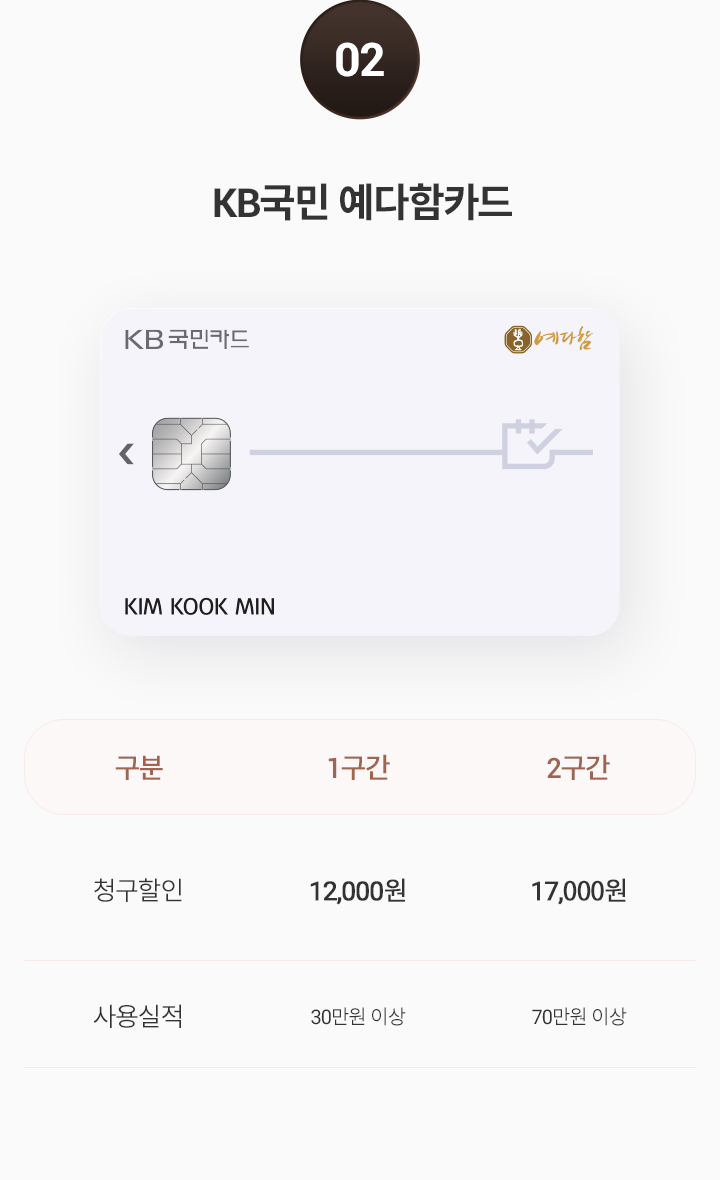 02
KB국민 예다함카드
KB 국민카드 예다함
KIM KOOK MIN
구분 1구간 2구간
청구할인 12,000원 17,000원
사용실적 30만원 이상 70만원 이상